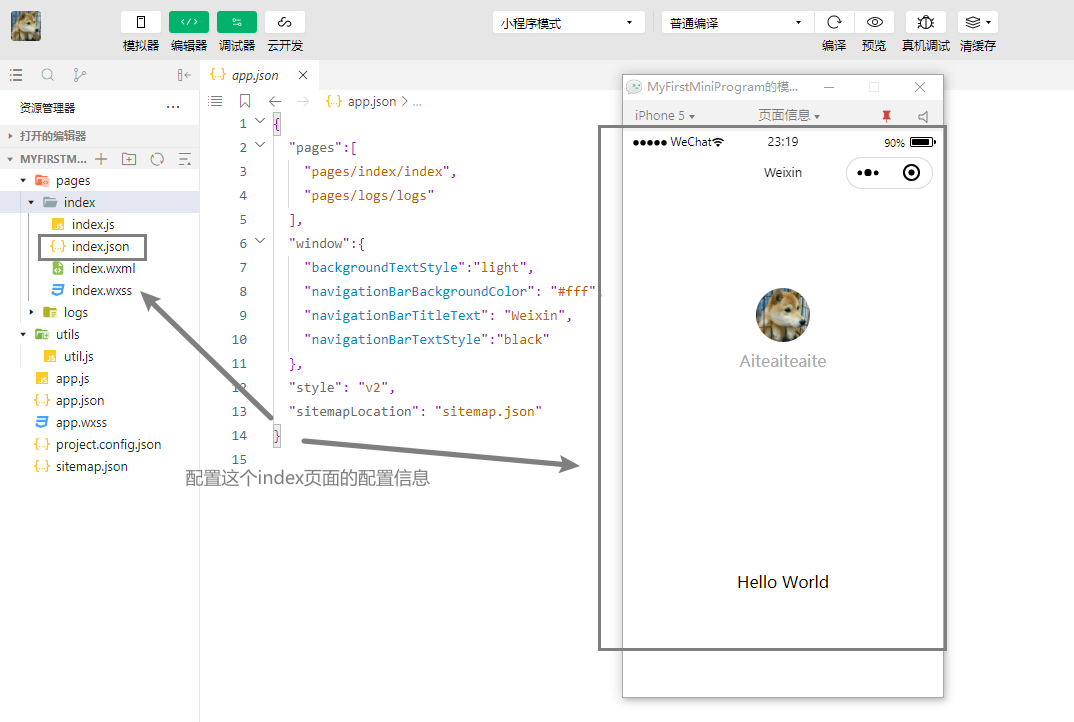 小程序模式
普通编译
模拟器 编辑器 调试器 云开发
编译 预览 真机调试 清缓存
资源管理器 ...
打开的编辑器
MYFIRSTM...
pages
index
index.js
index.json
index.wxml
index.wxss
logs
utils
util.js
app.js
app.json
app.wxss
project.config.json
sitemap.json
{..} app.json
{..} app.json > ...
1 {
2 "pages":[
3 "pages/index/index",
4 "pages/logs/logs"
5 ],
6 "window":{
7 "backgroundTextStyle":"light",
8 "navigationBarBackgroundColor": "#fff"
9 "navigationBarTitleText": "Weixin",
10 "navigationBarTextStyle":"black"
11 },
12 "style": "v2",
13 "sitemapLocation": "sitemap.json"
14 }
15
配置这个index页面的配置信息
MyFirstMiniProgram的模...
iPhone 5 页面信息
WeChat 23:19 90%
Weixin
Aiteaiteaite
Hello World